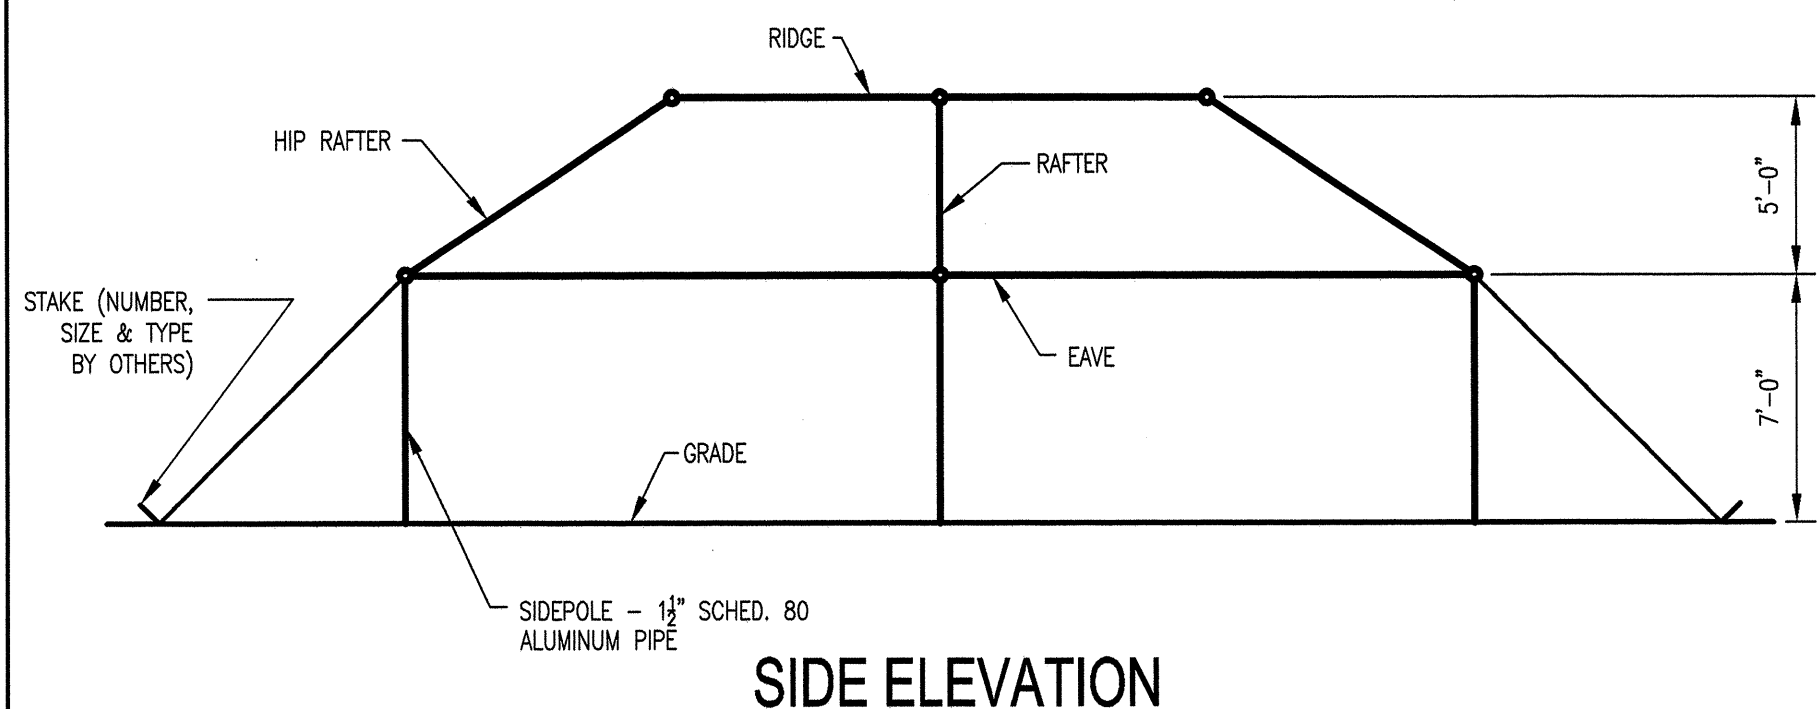 RIDGE
HIP RAFTER
RAFTER
5'-0"
STAKE (NUMBER,
SIZE & TYPE
BY OTHERS)
EAVE
7'-0"
GRADE
SIDEPOLE - 1½" SCHED. 80
ALUMINUM PIPE
SIDE ELEVATION